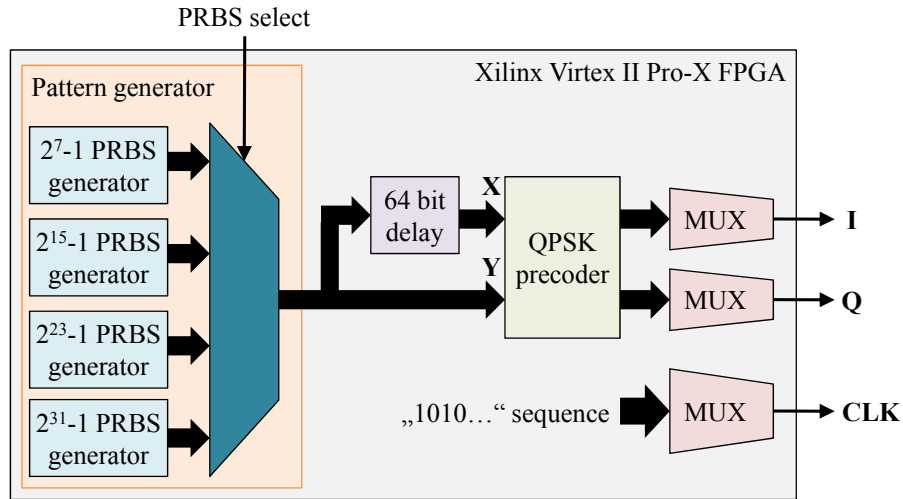 PRBS select
Xilinx Virtex II Pro-X FPGA
Pattern generator
2⁷-1 PRBS
generator
2¹⁵-1 PRBS
generator
2²³-1 PRBS
generator
2³¹-1 PRBS
generator
64 bit
delay
X
Y
QPSK
precoder
MUX
I
MUX
Q
„1010…“ sequence
MUX
CLK